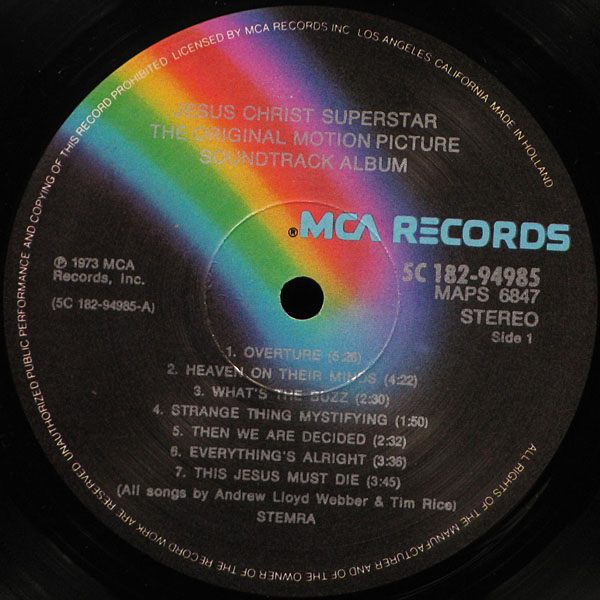 UNAUTHORIZED PUBLIC PERFORMANCE AND COPYING OF THIS RECORD PROHIBITED LICENSED BY MCA RECORDS INC LOS ANGELES, CALIFORNIA MADE IN HOLLAND
JESUS CHRIST SUPERSTAR
THE ORIGINAL MOTION PICTURE
SOUNDTRACK ALBUM
® MCA RECORDS
℗ 1973 MCA
Records, Inc.
(5C 182-94985-A)
5C 182-94985
MAPS 6847
STEREO
Side 1
1. OVERTURE (5:26)
2. HEAVEN ON THEIR MINDS (4:22)
3. WHAT'S THE BUZZ (2:30)
4. STRANGE THING MYSTIFYING (1:50)
5. THEN WE ARE DECIDED (2:32)
6. EVERYTHING'S ALRIGHT (3:36)
7. THIS JESUS MUST DIE (3:45)
(All songs by Andrew Lloyd Webber & Tim Rice)
STEMRA
ALL RIGHTS OF THE MANUFACTURER AND OF THE OWNER OF THE RECORD WORK ARE RESERVED